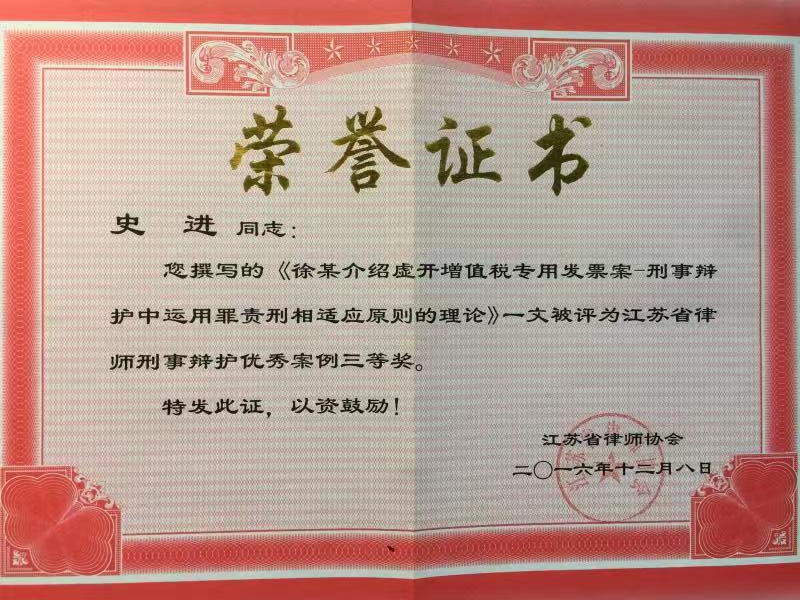 荣誉证书
史 进 同志：
您撰写的《徐某介绍虚开增值税专用发票案-刑事辩
护中运用罪责刑相适应原则的理论》一文被评为江苏省律
师刑事辩护优秀案例三等奖。
特发此证，以资鼓励！
江苏省律师协会
二〇一六年十二月八日